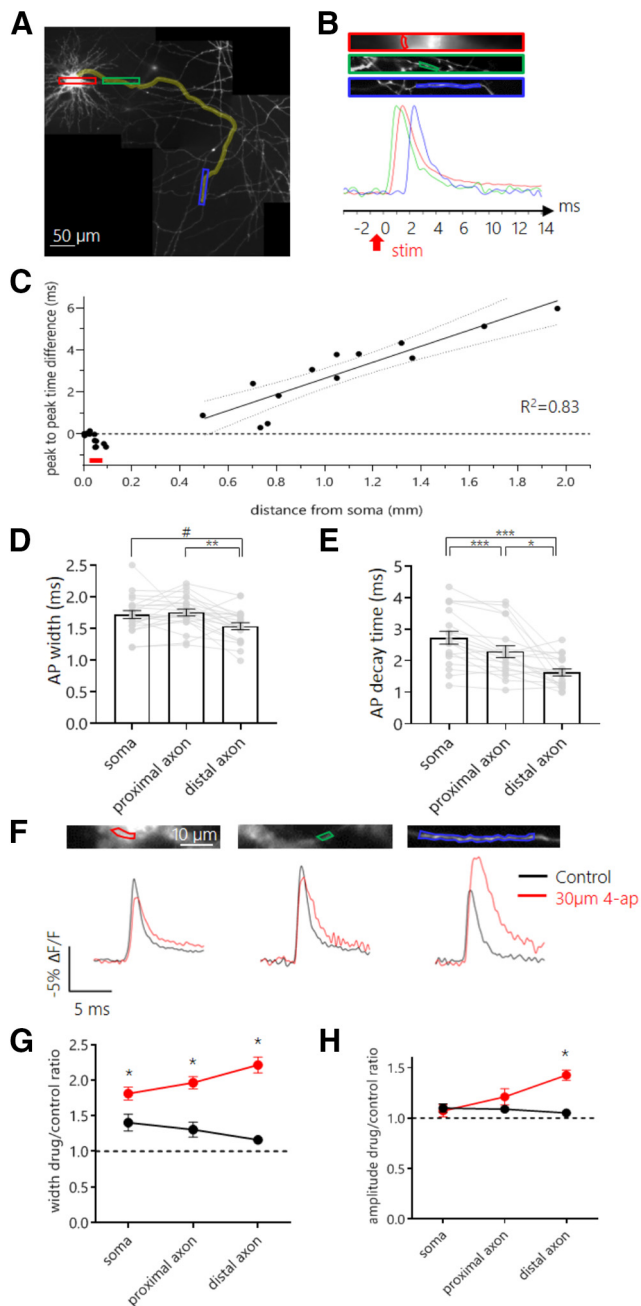 A
50 µm
B
ms
-2 0 2 4 6 8 10 12 14
stim
C
peak to peak time difference (ms)
6
4
2
0
R²=0.83
0.0 0.2 0.4 0.6 0.8 1.0 1.2 1.4 1.6 1.8 2.0
distance from soma (mm)
D
#
**
AP width (ms)
2.5
2.0
1.5
1.0
0.5
0.0
soma
proximal axon
distal axon
E
***
*** *
AP decay time (ms)
5
4
3
2
1
0
soma
proximal axon
distal axon
F
10 µm
Control
30µm 4-ap
-5% ΔF/F
5 ms
G
width drug/control ratio
2.5
2.0
1.5
1.0
0.5
0.0
* * *
soma
proximal axon
distal axon
H
amplitude drug/control ratio
1.5
1.0
0.5
0.0
*
soma
proximal axon
distal axon